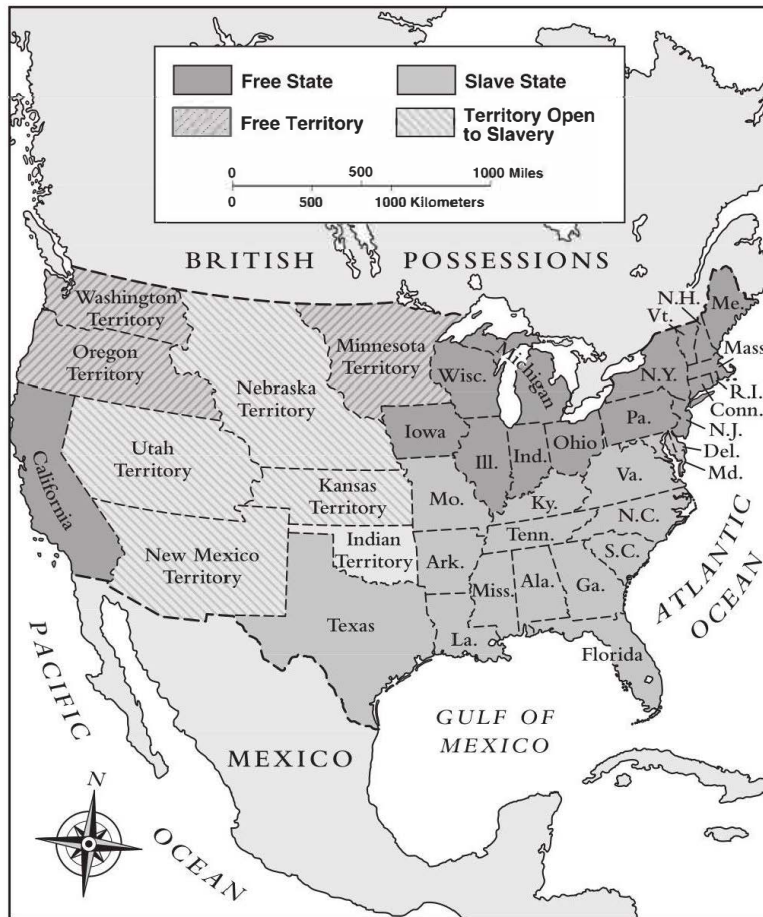 Free State
Slave State
Free Territory
Territory Open
to Slavery
0 500 1000 Miles
0 500 1000 Kilometers
BRITISH POSSESSIONS
Washington
Territory
Oregon
Territory
Minnesota
Territory
Nebraska
Territory
Utah
Territory
Kansas
Territory
New Mexico
Territory
Indian
Territory
California
Texas
Wisc.
Michigan
Iowa
Ill.
Ind.
Ohio
Mo.
Ky.
Tenn.
Ark.
Miss.
Ala.
Ga.
La.
Florida
S.C.
N.C.
Va.
Pa.
N.Y.
Vt.
N.H.
Me.
Mass.
R.I.
Conn.
N.J.
Del.
Md.
ATLANTIC
OCEAN
GULF OF
MEXICO
MEXICO
PACIFIC
OCEAN
N